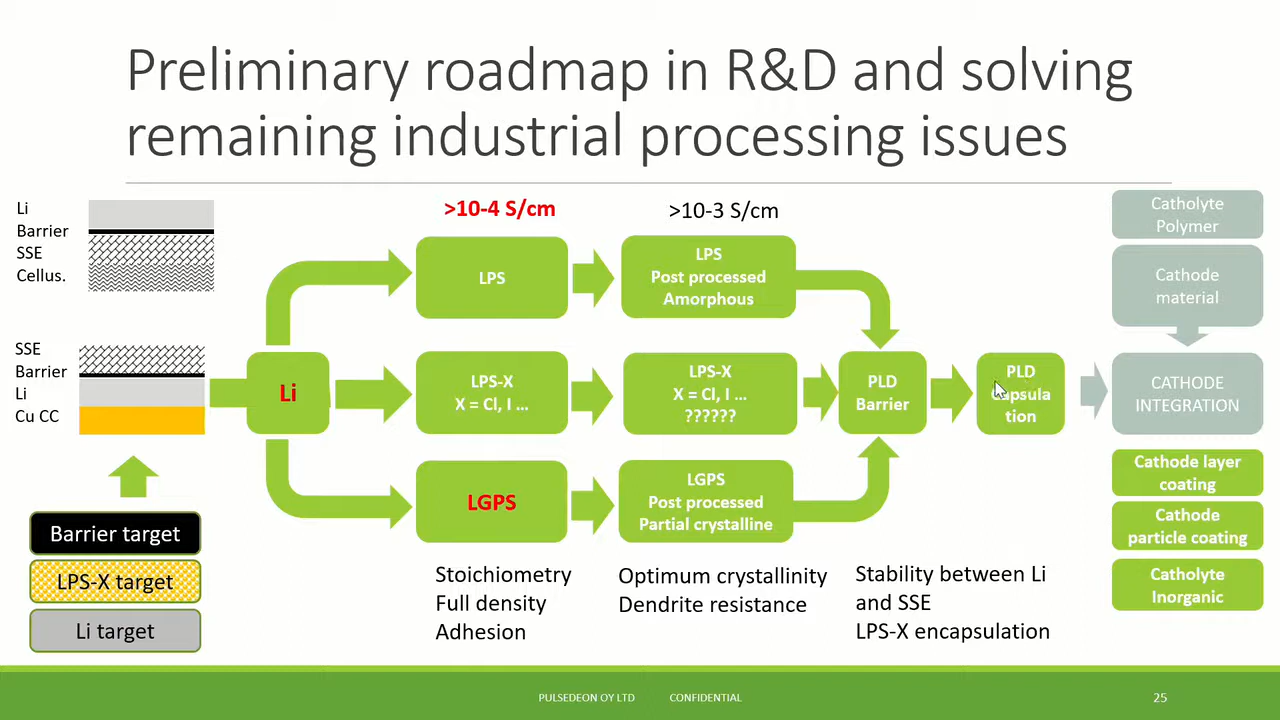 Preliminary roadmap in R&D and solving
remaining industrial processing issues
Li
Barrier
SSE
Cellus.
SSE
Barrier
Li
Cu CC
Barrier target
LPS-X target
Li target
Li
>10-4 S/cm
LPS
LPS-X
X = Cl, I ...
LGPS
Stoichiometry
Full density
Adhesion
>10-3 S/cm
LPS
Post processed
Amorphous
LPS-X
X = Cl, I ...
??????
LGPS
Post processed
Partial crystalline
Optimum crystallinity
Dendrite resistance
PLD
Barrier
PLD
Capsula
tion
Stability between Li
and SSE
LPS-X encapsulation
Catholyte
Polymer
Cathode
material
CATHODE
INTEGRATION
Cathode layer
coating
Cathode
particle coating
Catholyte
Inorganic
PULSEDEON OY LTD CONFIDENTIAL
25